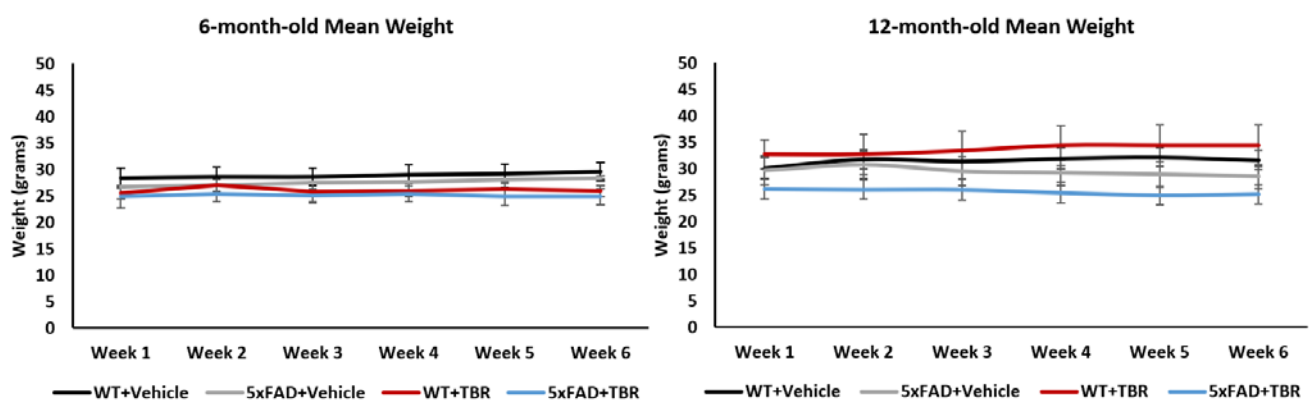 6-month-old Mean Weight
50
45
40
35
30
25
20
15
10
5
0
Weight (grams)
Week 1 Week 2 Week 3 Week 4 Week 5 Week 6
WT+Vehicle 5xFAD+Vehicle WT+TBR 5xFAD+TBR
12-month-old Mean Weight
50
45
40
35
30
25
20
15
10
5
0
Weight (grams)
Week 1 Week 2 Week 3 Week 4 Week 5 Week 6
WT+Vehicle 5xFAD+Vehicle WT+TBR 5xFAD+TBR